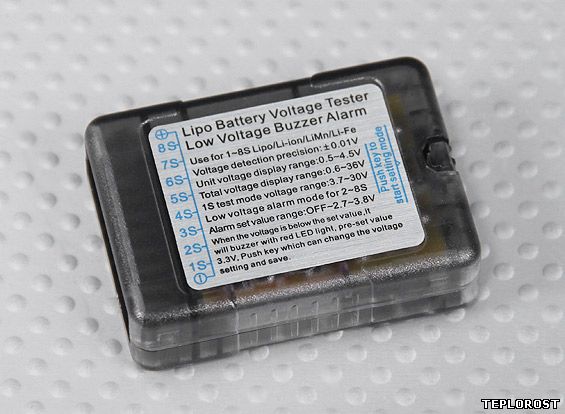 Lipo Battery Voltage Tester
Low Voltage Buzzer Alarm
Use for 1~8S Lipo/Li-ion/LiMn/Li-Fe
Voltage detection precision: ±0.01V
Unit voltage display range: 0.5~4.5V
Total voltage display range: 0.6~36V
1S test mode voltage range: 3.7~30V
Low voltage alarm mode for 2~8S
Alarm set value range:OFF~2.7~3.8V
When the voltage is below the set value ,it
will buzzer with red LED light, pre-set value
3.3V, Push key which can change the voltage
setting and save.
8S
7S
6S
5S
4S
3S
2S
1S
Push key to
start setting mode
TEPLOROST